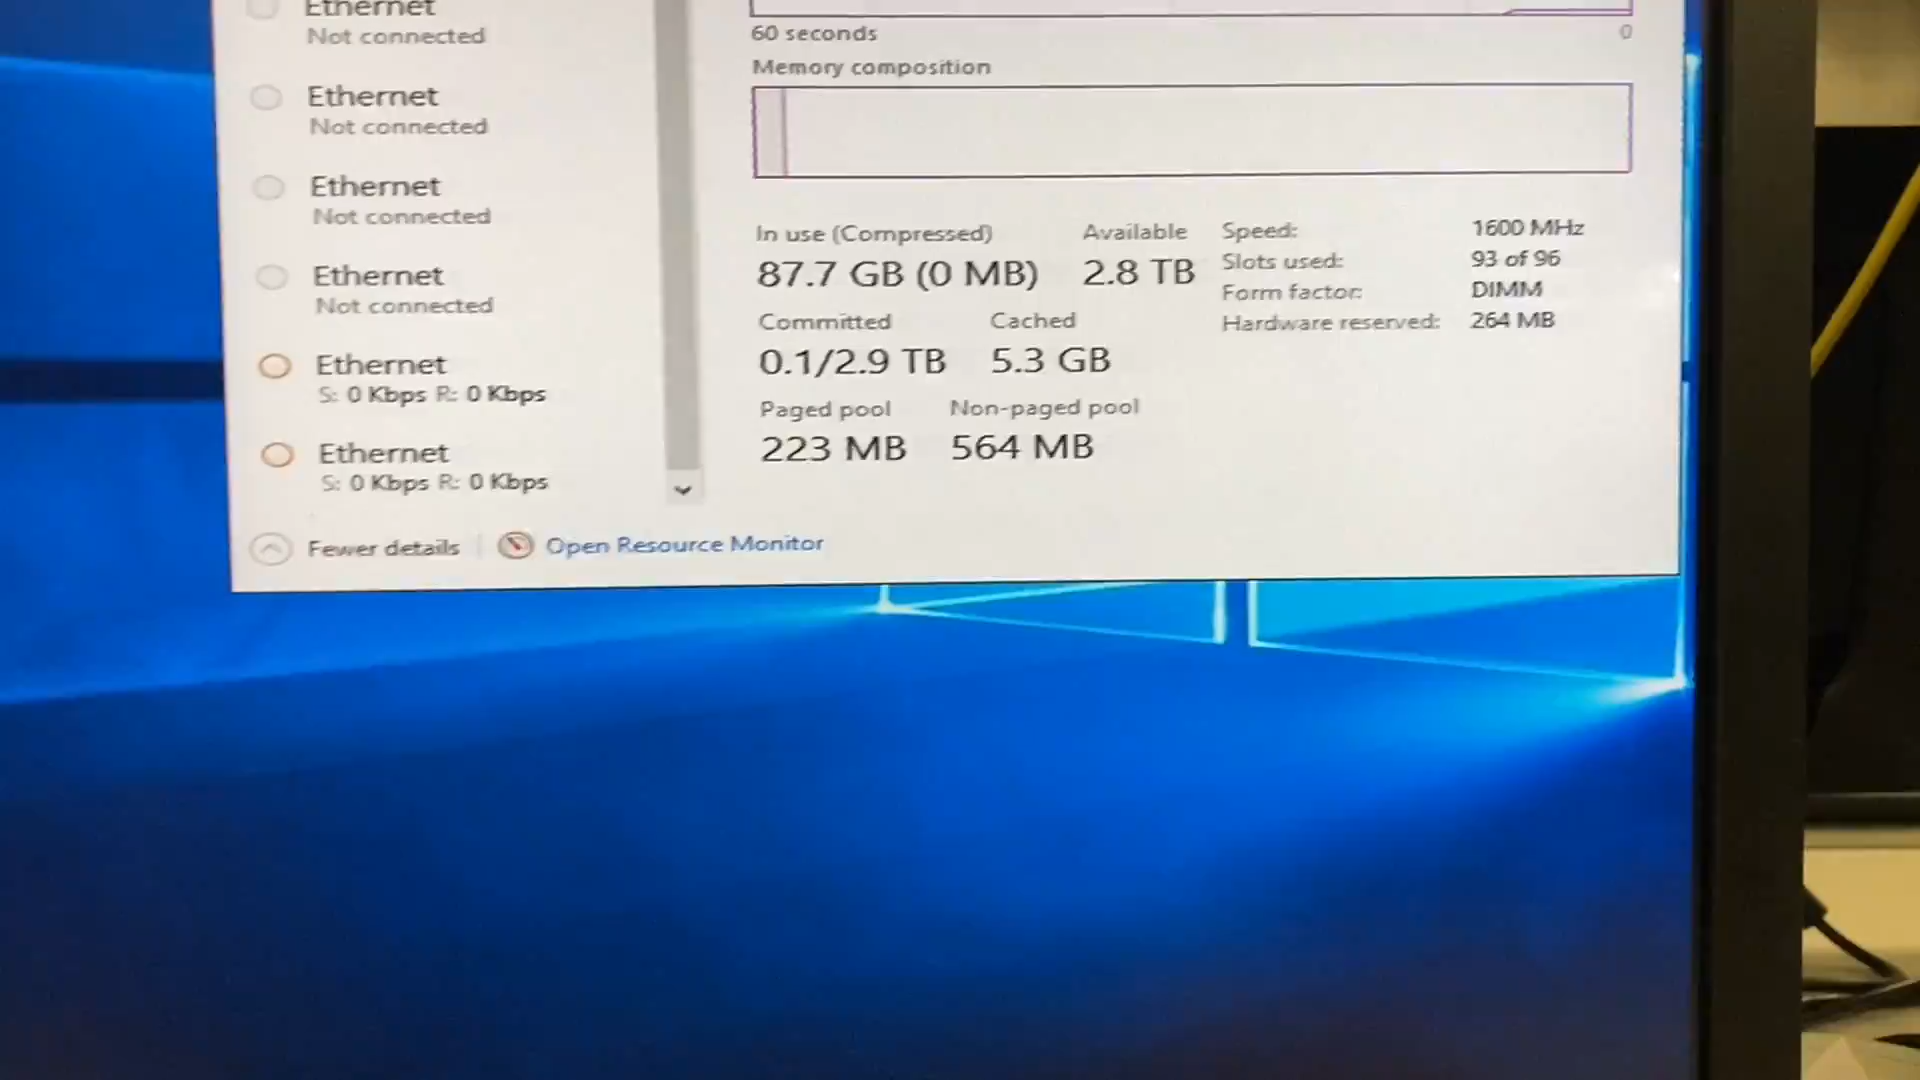 Ethernet
Not connected
Ethernet
Not connected
Ethernet
Not connected
Ethernet
Not connected
Ethernet
S: 0 Kbps R: 0 Kbps
Ethernet
S: 0 Kbps R: 0 Kbps
Fewer details
Open Resource Monitor
60 seconds 0
Memory composition
In use (Compressed) Available
87.7 GB (0 MB) 2.8 TB
Committed Cached
0.1/2.9 TB 5.3 GB
Paged pool Non-paged pool
223 MB 564 MB
Speed: 1600 MHz
Slots used: 93 of 96
Form factor: DIMM
Hardware reserved: 264 MB